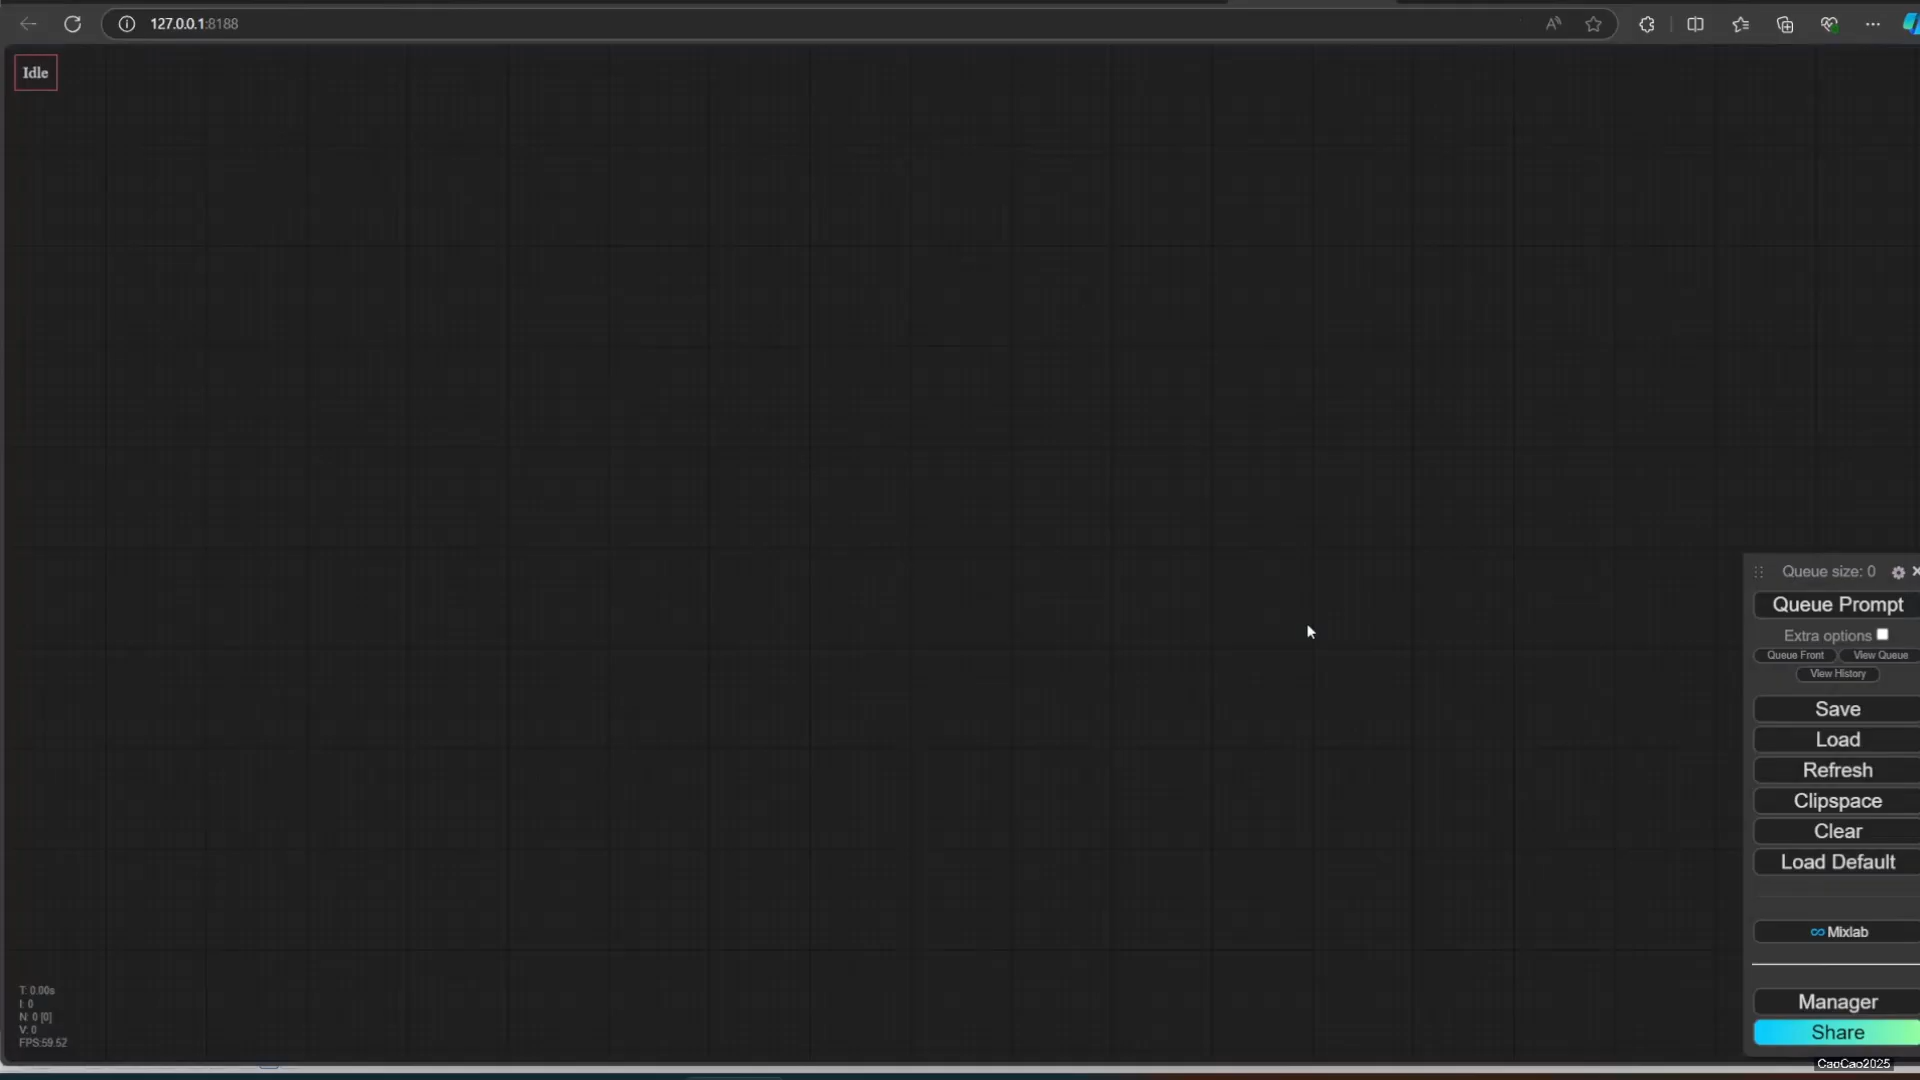 127.0.0.1:8188
Idle
Queue size: 0
Queue Prompt
Extra options
Queue Front View Queue
View History
Save
Load
Refresh
Clipspace
Clear
Load Default
Mixlab
Manager
Share
T: 0.00s
I: 0
N: 0 [0]
V: 0
FPS:59.52
CaoCao2025